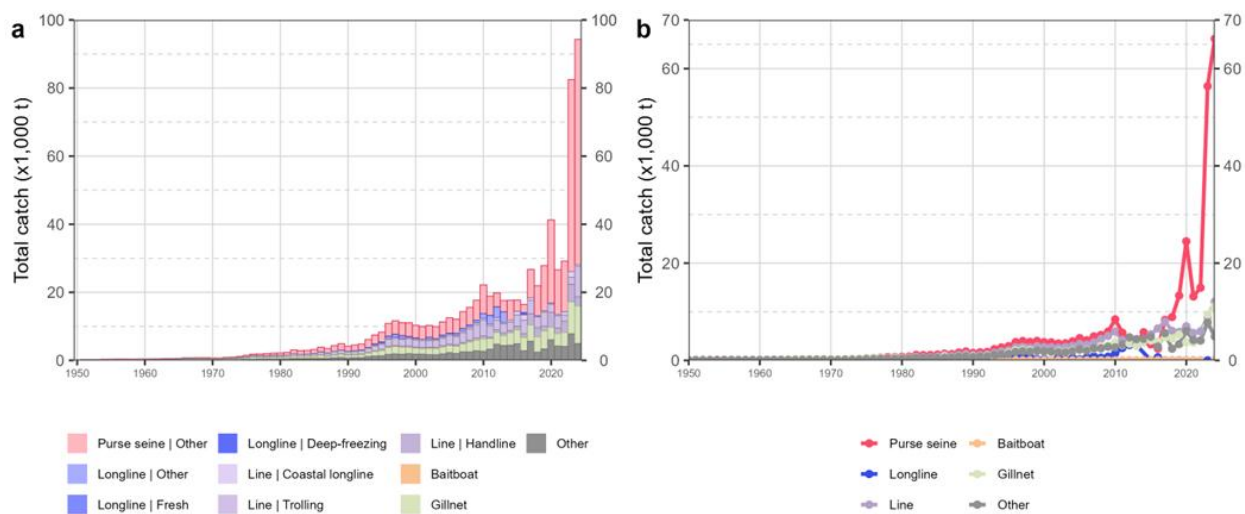 a
Total catch (x1,000 t)
100 100
80 80
60 60
40 40
20 20
0 0
1950 1960 1970 1980 1990 2000 2010 2020
Purse seine | Other Longline | Deep-freezing Line | Handline Other
Longline | Other Line | Coastal longline Baitboat
Longline | Fresh Line | Trolling Gillnet
b
Total catch (x1,000 t)
70 70
60 60
40 40
20 20
0 0
1950 1960 1970 1980 1990 2000 2010 2020
Purse seine Baitboat
Longline Gillnet
Line Other